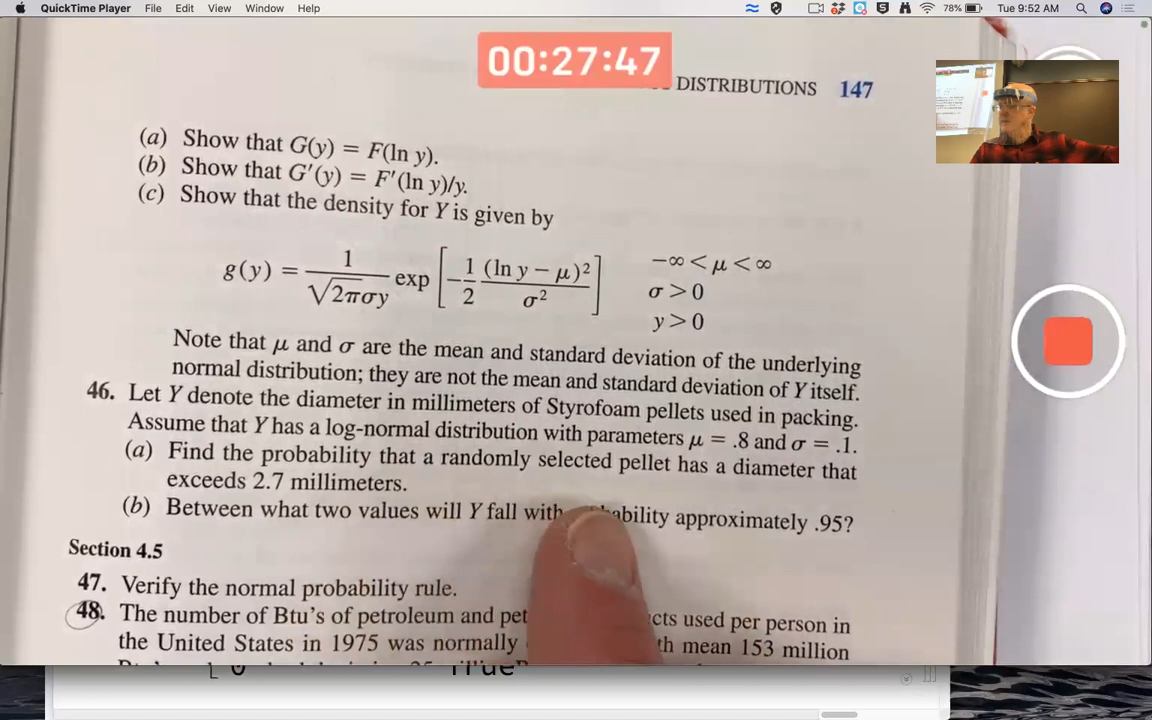 QuickTime Player File Edit View Window Help 78% Tue 9:52 AM
00:27:47
DISTRIBUTIONS 147
(a) Show that G(y) = F(ln y).
(b) Show that G′(y) = F′(ln y)/y.
(c) Show that the density for Y is given by
g(y) = 1/(√2πσy) exp [−1/2 (ln y − μ)²/σ²] −∞ < μ < ∞
σ > 0
y > 0
Note that μ and σ are the mean and standard deviation of the underlying
normal distribution; they are not the mean and standard deviation of Y itself.
46. Let Y denote the diameter in millimeters of Styrofoam pellets used in packing.
Assume that Y has a log-normal distribution with parameters μ = .8 and σ = .1.
(a) Find the probability that a randomly selected pellet has a diameter that
exceeds 2.7 millimeters.
(b) Between what two values will Y fall with ability approximately .95?
Section 4.5
47. Verify the normal probability rule.
48. The number of Btu's of petroleum and pet cts used per person in
the United States in 1975 was normally th mean 153 million
0 True